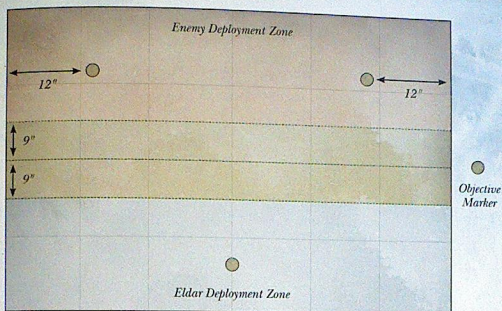 Enemy Deployment Zone
12"
12"
9"
9"
Objective
Marker
Eldar Deployment Zone